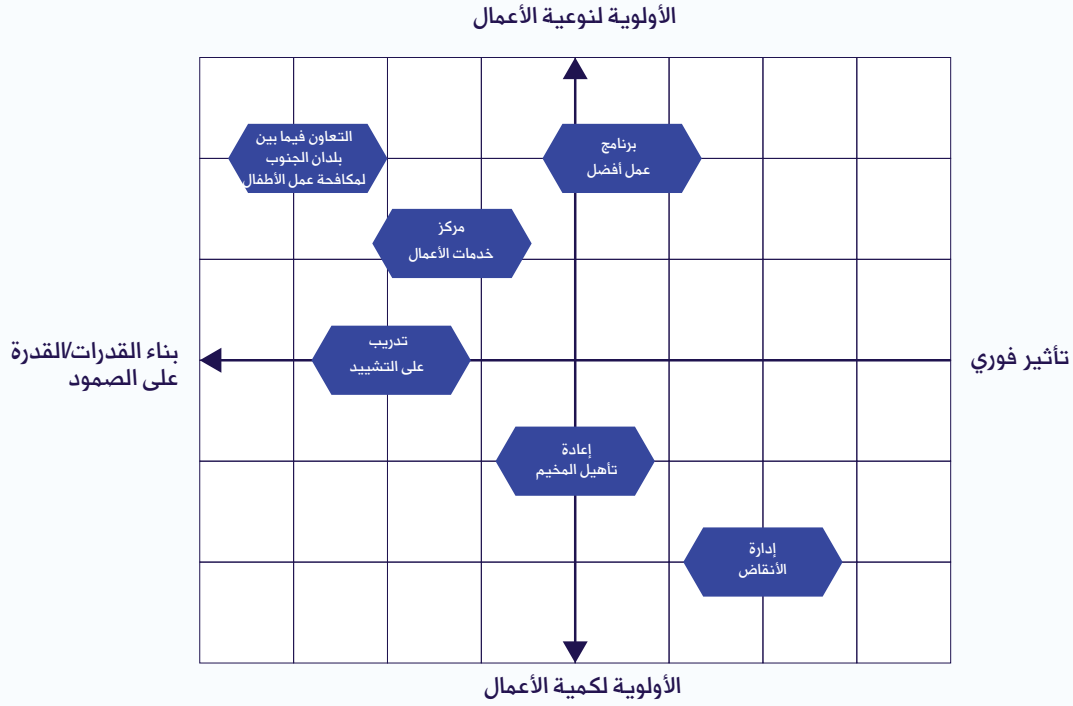 الأولوية لنوعية الأعمال
برنامج
عمل أفضل
التعاون فيما بين
بلدان الجنوب
لمكافحة عمل الأطفال
مركز
خدمات الأعمال
تأثير فوري
تدريب
على التشييد
بناء القدرات/القدرة
على الصمود
إعادة
تأهيل المخيم
إدارة
الأنقاض
الأولوية لكمية الأعمال